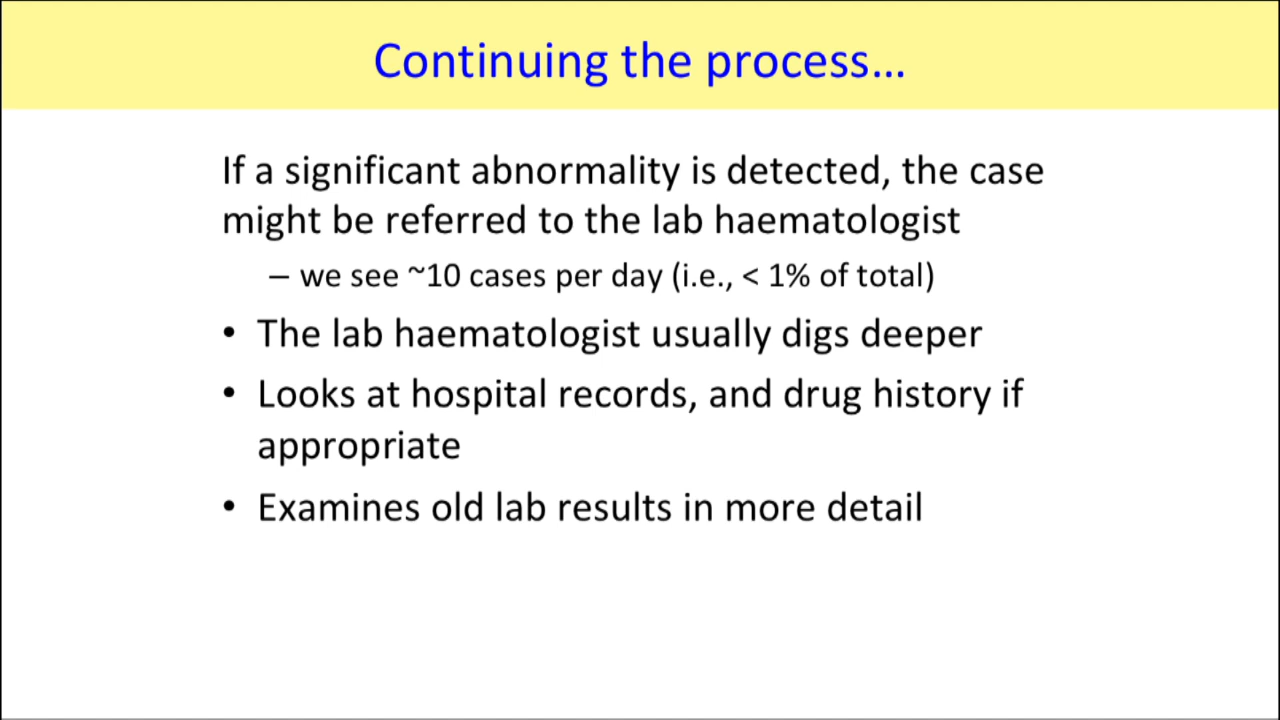 Continuing the process…
If a significant abnormality is detected, the case
might be referred to the lab haematologist
– we see ~10 cases per day (i.e., < 1% of total)
• The lab haematologist usually digs deeper
• Looks at hospital records, and drug history if
appropriate
• Examines old lab results in more detail